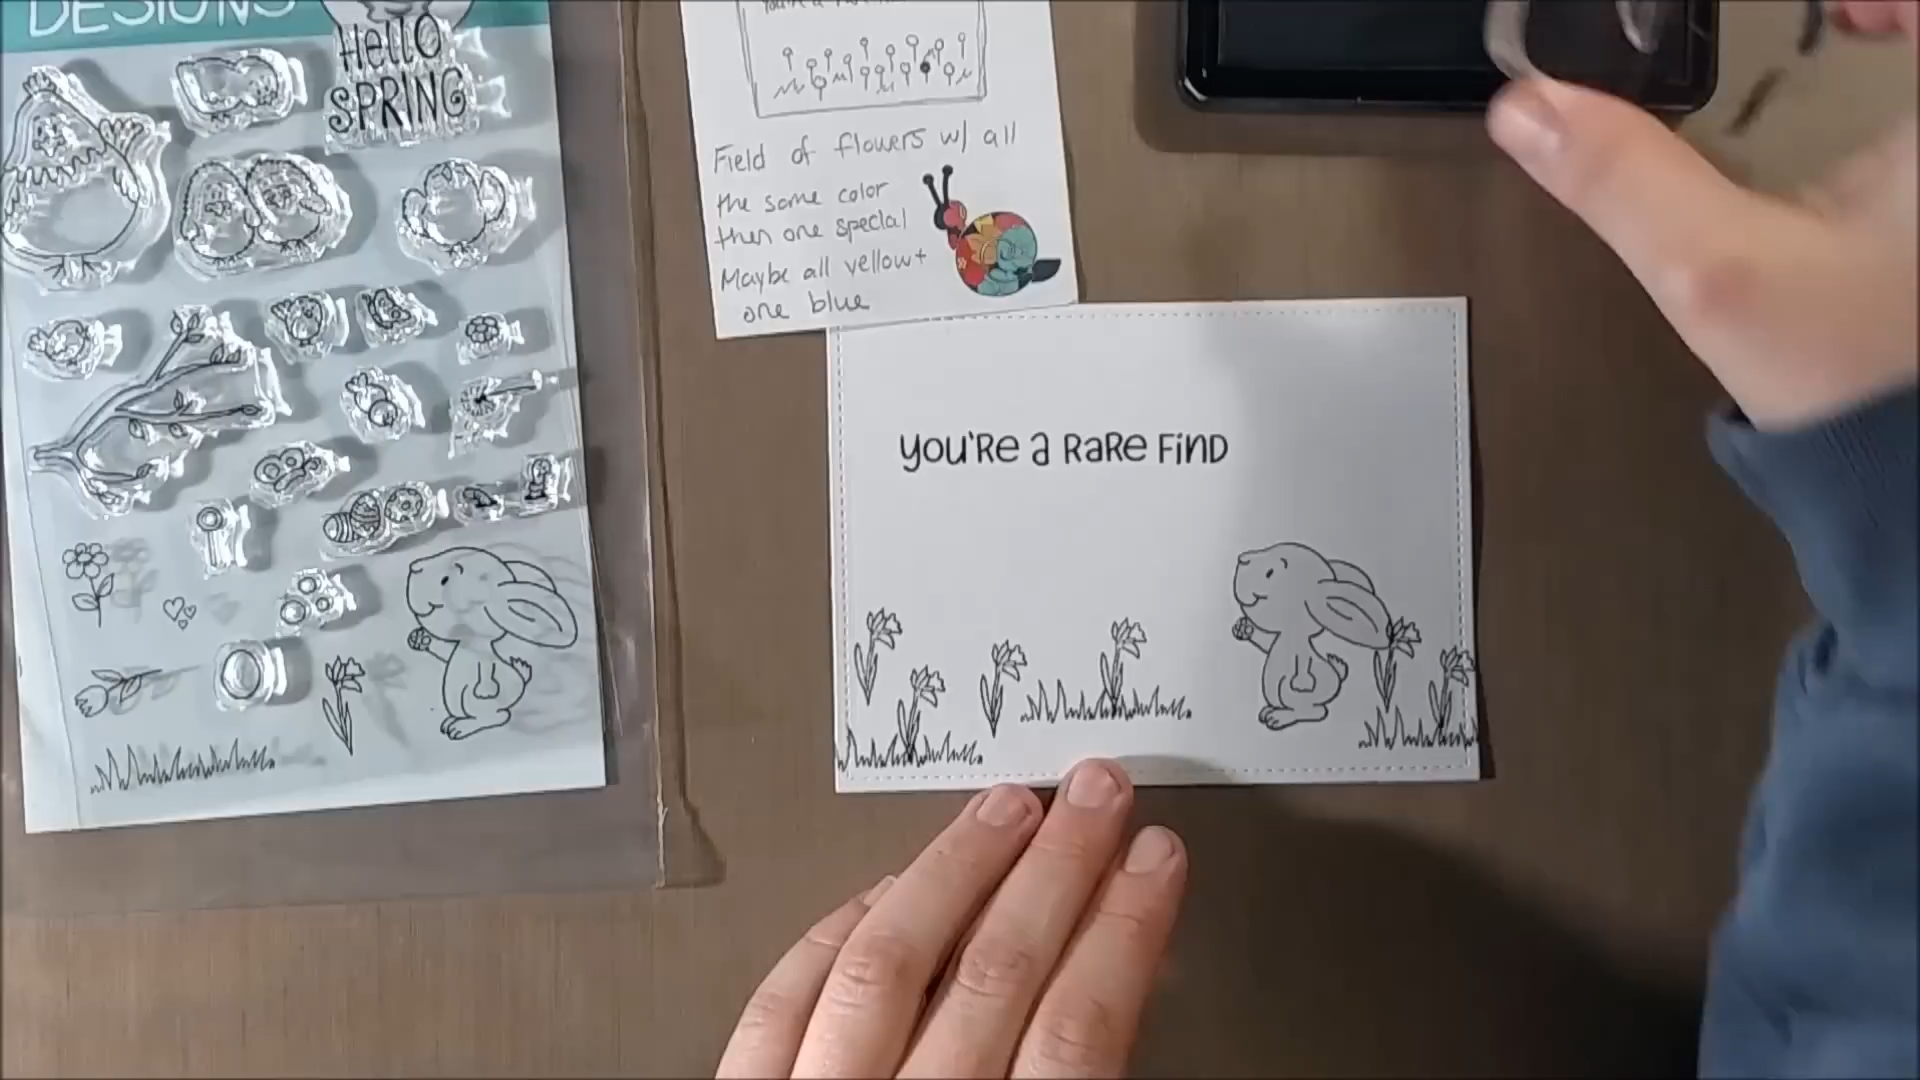 DESIGNS
Hello
SPRING
Field of flowers w/ all
the same color
then one special
Maybe all yellow +
one blue
you're a rare find